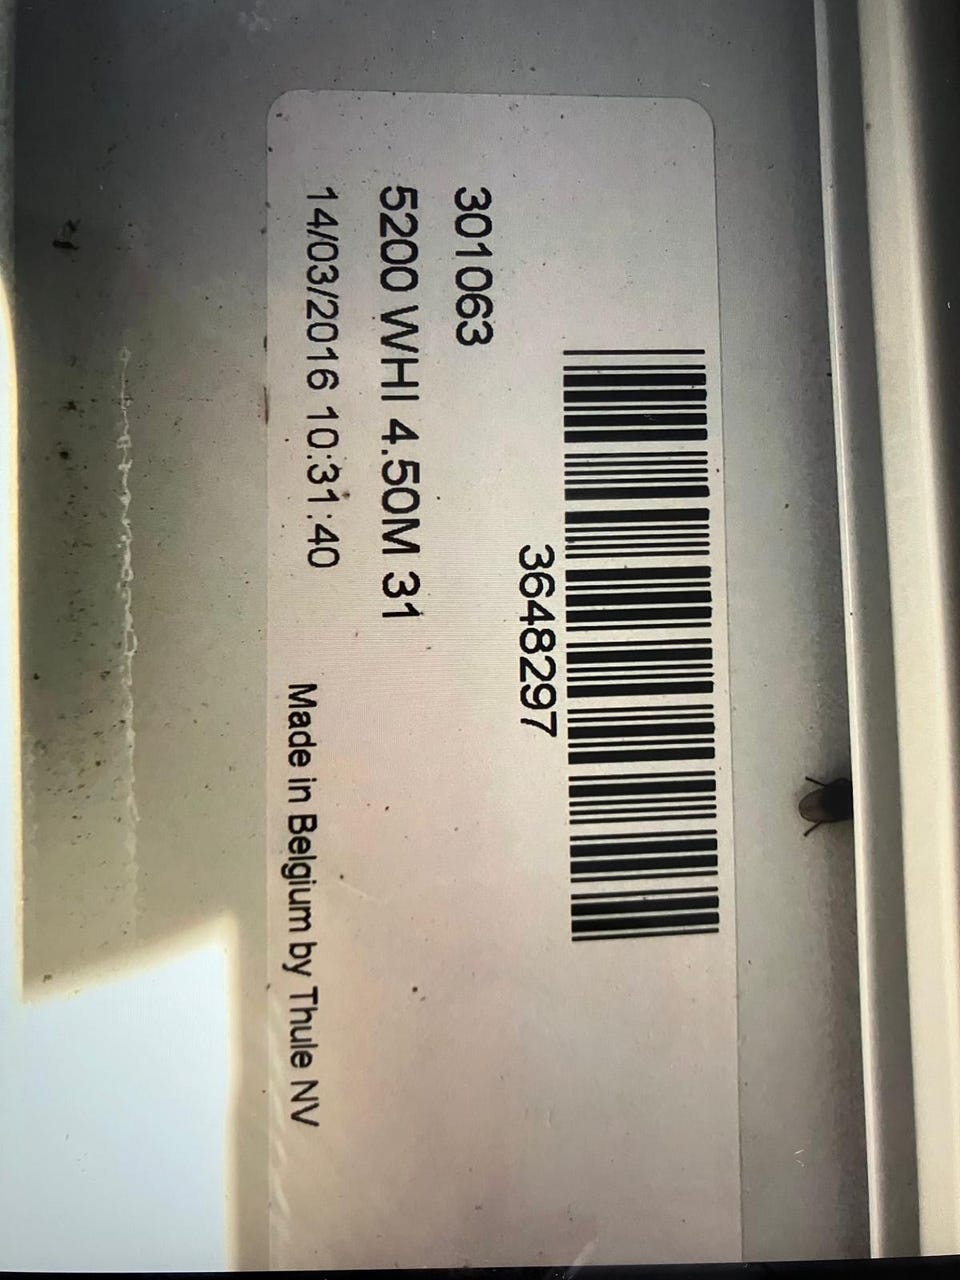 3648297
301063
5200 WHI 4.50M 31
14/03/2016 10:31:40 Made in Belgium by Thule NV